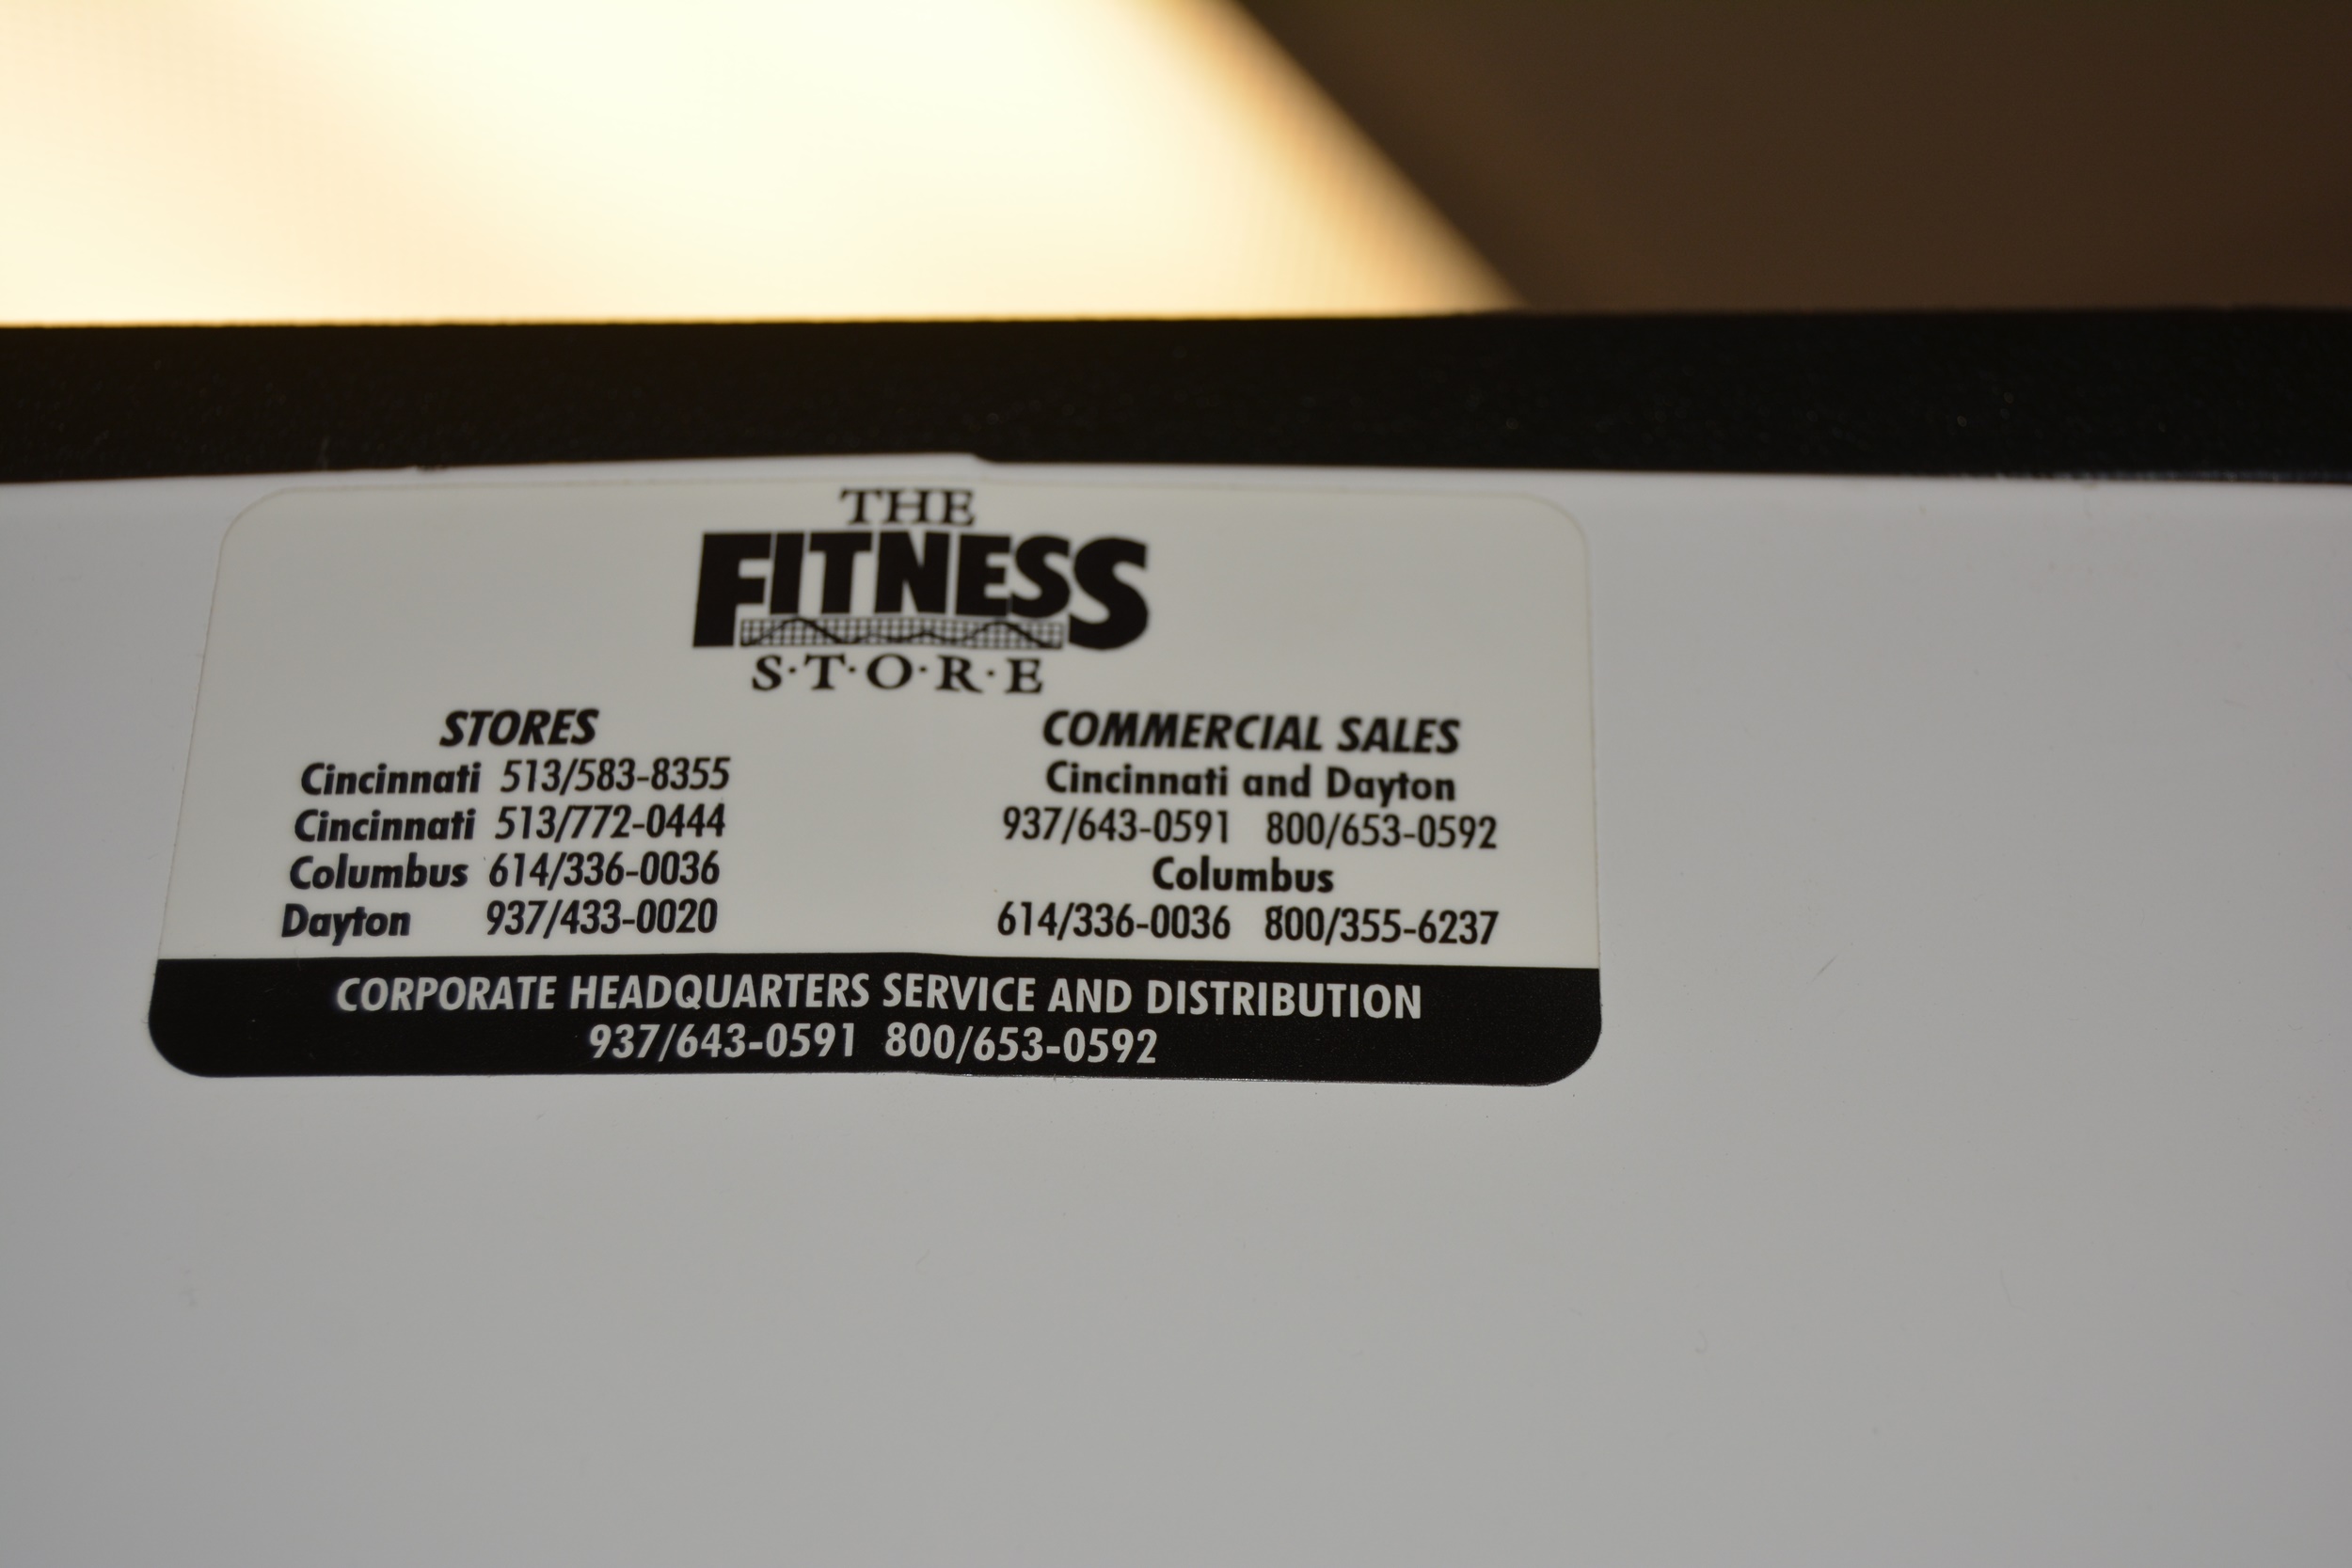 THE
FITNESS
S·T·O·R·E
STORES
Cincinnati 513/583-8355
Cincinnati 513/772-0444
Columbus 614/336-0036
Dayton 937/433-0020
COMMERCIAL SALES
Cincinnati and Dayton
937/643-0591 800/653-0592
Columbus
614/336-0036 800/355-6237
CORPORATE HEADQUARTERS SERVICE AND DISTRIBUTION
937/643-0591 800/653-0592